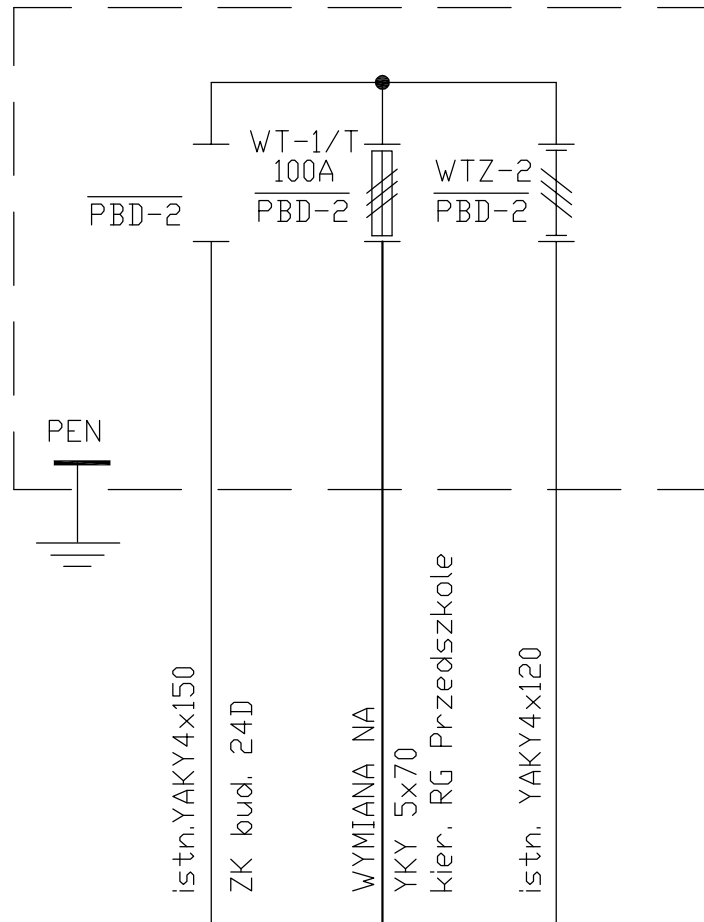 WT-1/T
100A
PBD-2
PBD-2
WTZ-2
PBD-2
PEN
istn.YAKY4x150
ZK bud. 24D
WYMIANA NA
YKY 5x70
kier. RG Przedszkole
istn. YAKY4x120